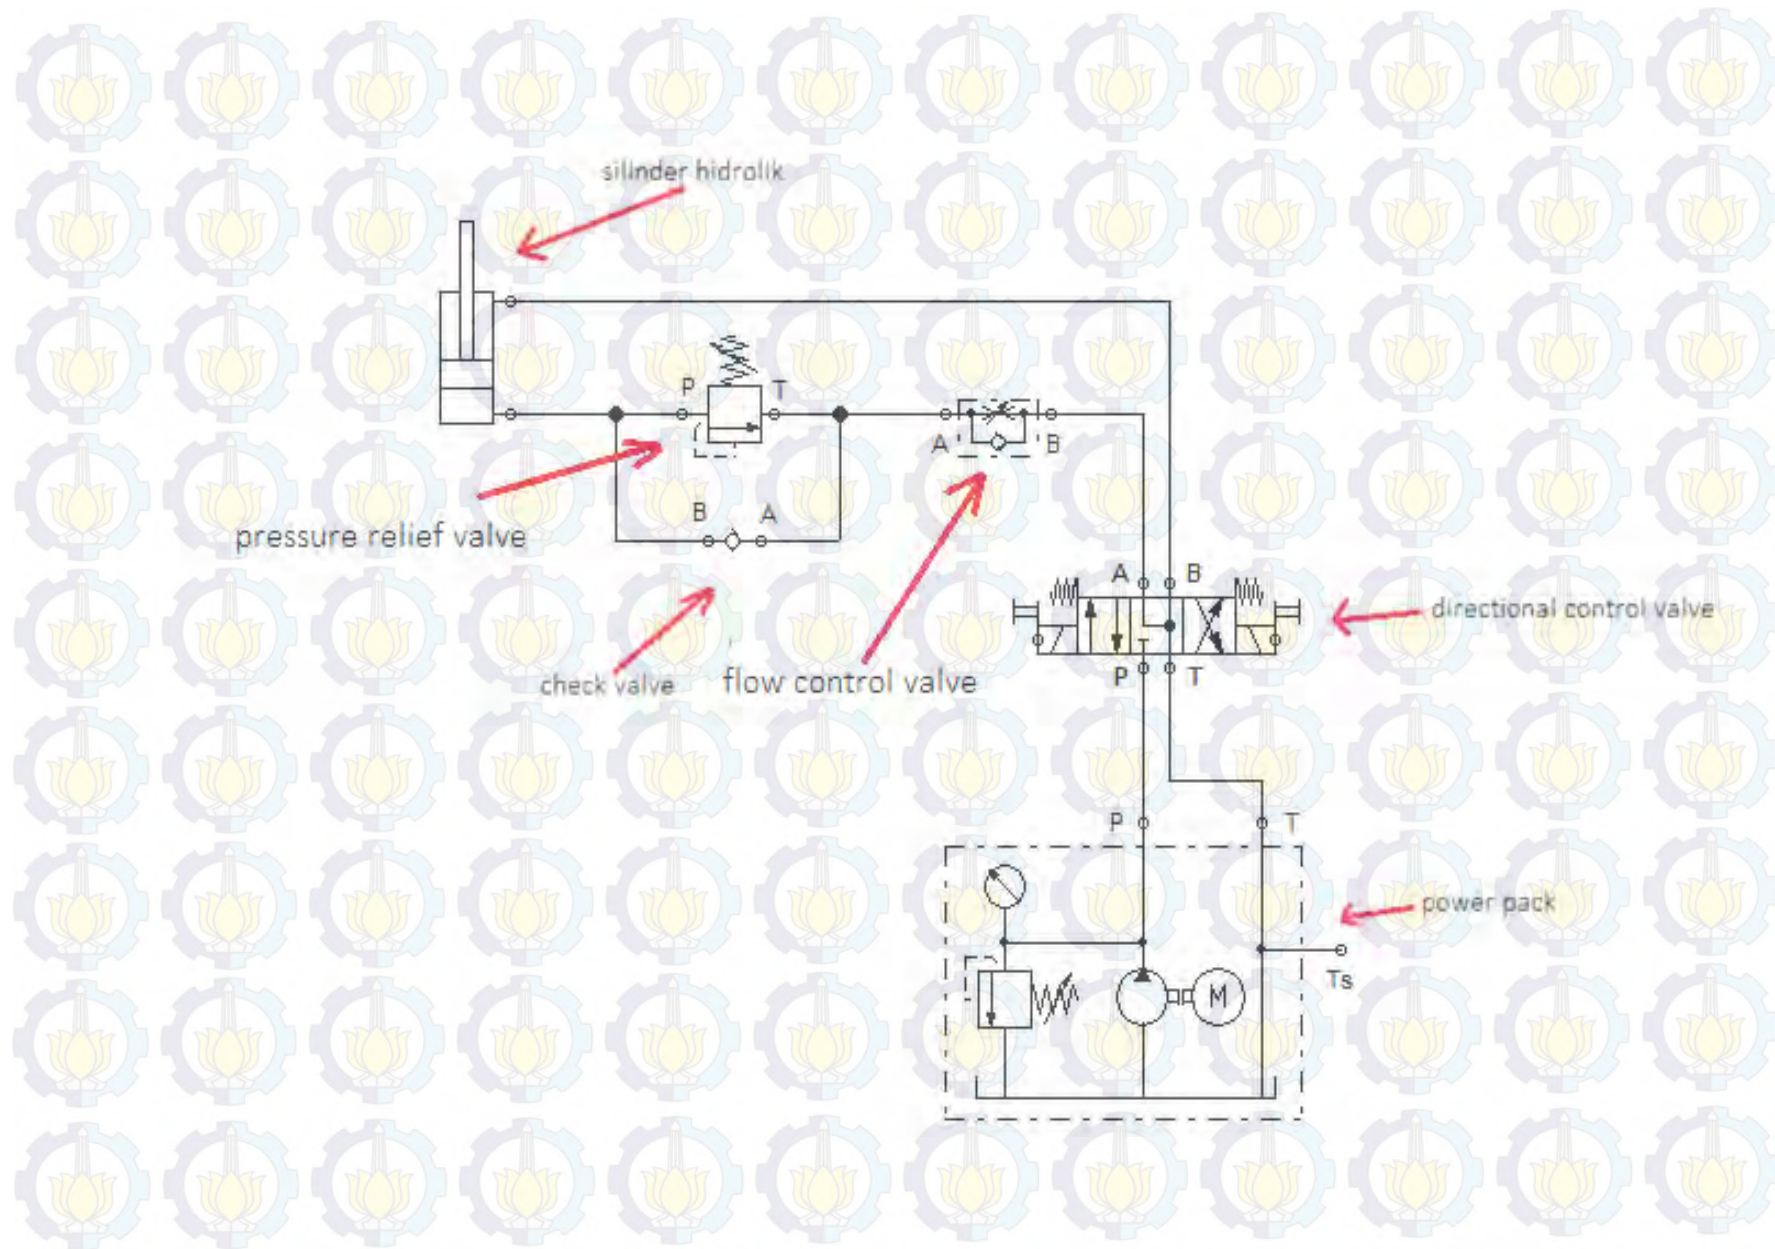 silinder hidrolik
P T
A B
pressure relief valve
B A
A B
directional control valve
check valve
flow control valve
P T
P T
power pack
Ts
M